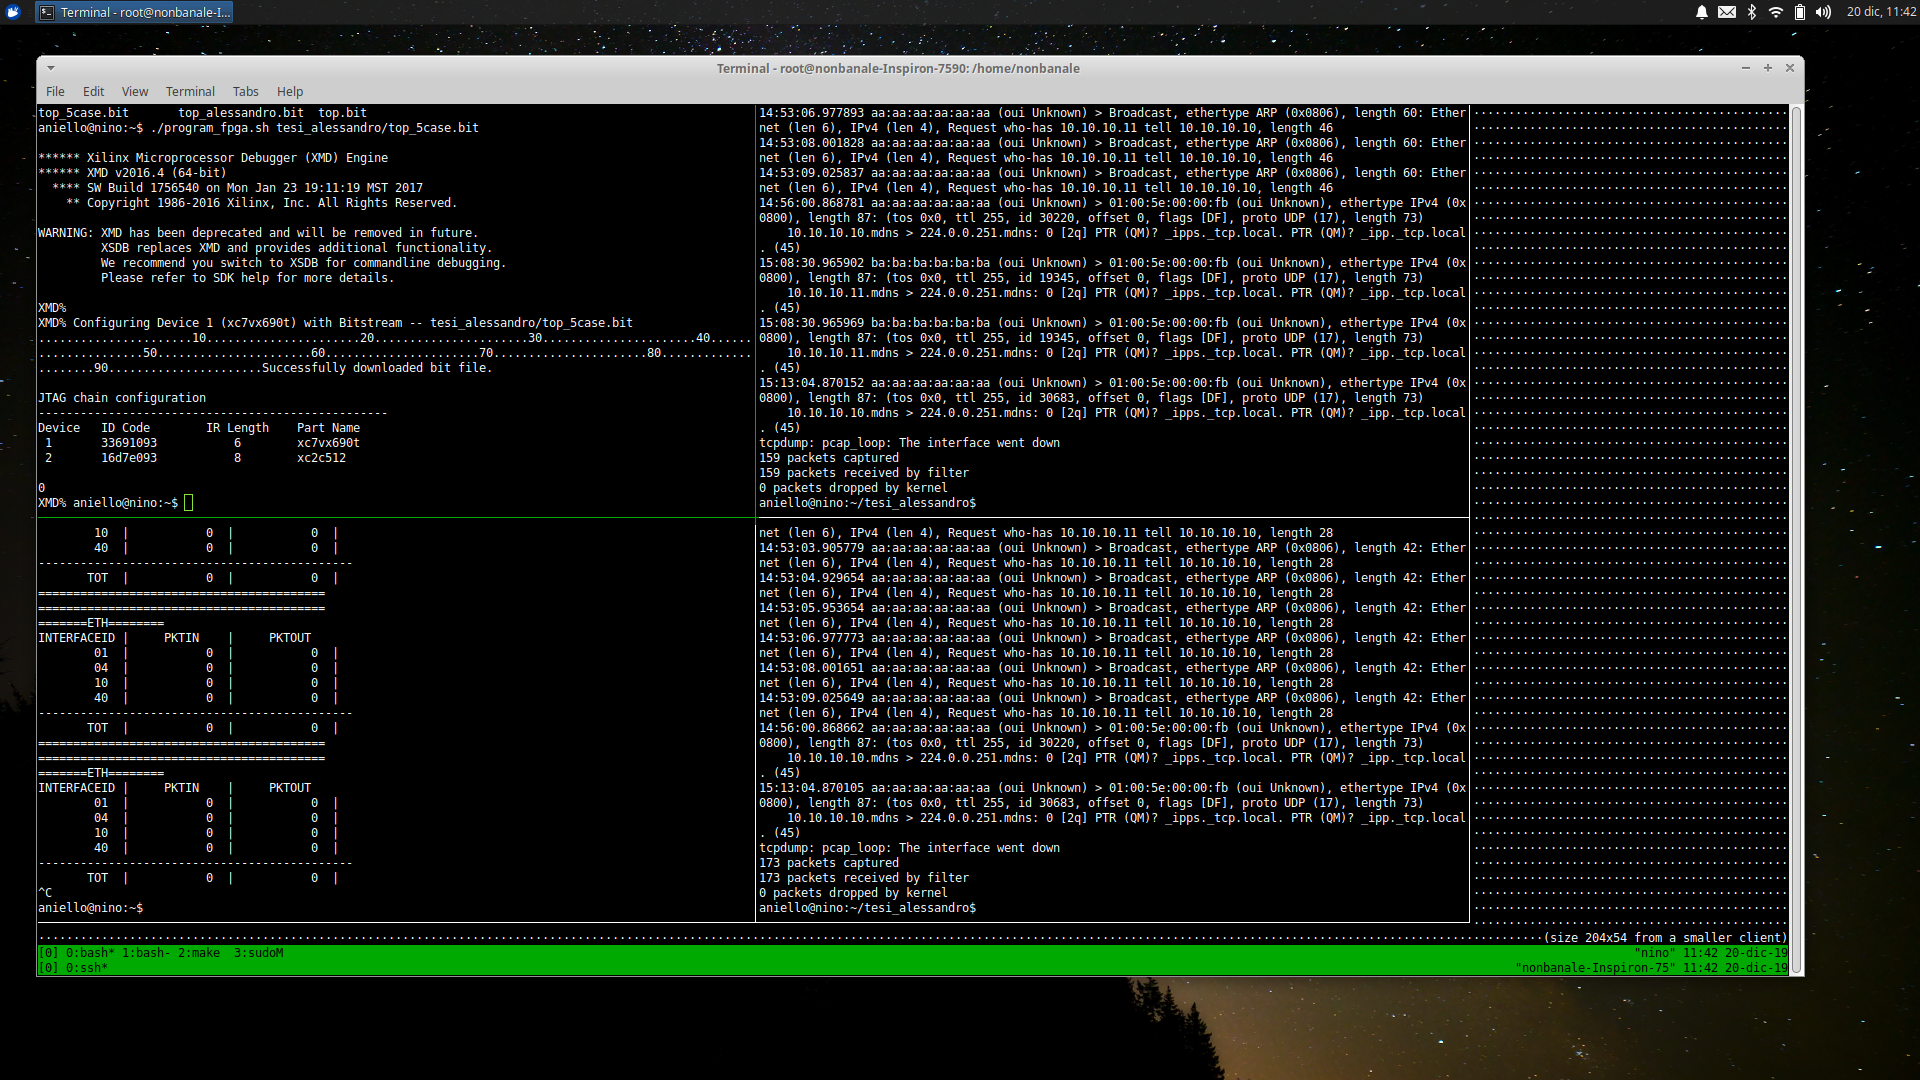 Terminal - root@nonbanale-I...
20 dic, 11:42
Terminal - root@nonbanale-Inspiron-7590: /home/nonbanale
File Edit View Terminal Tabs Help
top_5case.bit       top_alessandro.bit  top.bit
aniello@nino:~$ ./program_fpga.sh tesi_alessandro/top_5case.bit
****** Xilinx Microprocessor Debugger (XMD) Engine
****** XMD v2016.4 (64-bit)
  **** SW Build 1756540 on Mon Jan 23 19:11:19 MST 2017
    ** Copyright 1986-2016 Xilinx, Inc. All Rights Reserved.
WARNING: XMD has been deprecated and will be removed in future.
         XSDB replaces XMD and provides additional functionality.
         We recommend you switch to XSDB for commandline debugging.
         Please refer to SDK help for more details.
XMD%
XMD% Configuring Device 1 (xc7vx690t) with Bitstream -- tesi_alessandro/top_5case.bit
......................10......................20......................30......................40......
...............50......................60......................70......................80.............
........90......................Successfully downloaded bit file.
JTAG chain configuration
--------------------------------------------------
Device   ID Code        IR Length    Part Name
 1       33691093           6        xc7vx690t
 2       16d7e093           8        xc2c512
0
XMD% aniello@nino:~$
        10  |           0  |           0  |
        40  |           0  |           0  |
---------------------------------------------
       TOT  |           0  |           0  |
=========================================
=========================================
=======ETH========
INTERFACEID |     PKTIN    |     PKTOUT
        01  |           0  |           0  |
        04  |           0  |           0  |
        10  |           0  |           0  |
        40  |           0  |           0  |
---------------------------------------------
       TOT  |           0  |           0  |
=========================================
=========================================
=======ETH========
INTERFACEID |     PKTIN    |     PKTOUT
        01  |           0  |           0  |
        04  |           0  |           0  |
        10  |           0  |           0  |
        40  |           0  |           0  |
---------------------------------------------
       TOT  |           0  |           0  |
^C
aniello@nino:~$
14:53:06.977893 aa:aa:aa:aa:aa:aa (oui Unknown) > Broadcast, ethertype ARP (0x0806), length 60: Ether
net (len 6), IPv4 (len 4), Request who-has 10.10.10.11 tell 10.10.10.10, length 46
14:53:08.001828 aa:aa:aa:aa:aa:aa (oui Unknown) > Broadcast, ethertype ARP (0x0806), length 60: Ether
net (len 6), IPv4 (len 4), Request who-has 10.10.10.11 tell 10.10.10.10, length 46
14:53:09.025837 aa:aa:aa:aa:aa:aa (oui Unknown) > Broadcast, ethertype ARP (0x0806), length 60: Ether
net (len 6), IPv4 (len 4), Request who-has 10.10.10.11 tell 10.10.10.10, length 46
14:56:00.868781 aa:aa:aa:aa:aa:aa (oui Unknown) > 01:00:5e:00:00:fb (oui Unknown), ethertype IPv4 (0x
0800), length 87: (tos 0x0, ttl 255, id 30220, offset 0, flags [DF], proto UDP (17), length 73)
    10.10.10.10.mdns > 224.0.0.251.mdns: 0 [2q] PTR (QM)? _ipps._tcp.local. PTR (QM)? _ipp._tcp.local
. (45)
15:08:30.965902 ba:ba:ba:ba:ba:ba (oui Unknown) > 01:00:5e:00:00:fb (oui Unknown), ethertype IPv4 (0x
0800), length 87: (tos 0x0, ttl 255, id 19345, offset 0, flags [DF], proto UDP (17), length 73)
    10.10.10.11.mdns > 224.0.0.251.mdns: 0 [2q] PTR (QM)? _ipps._tcp.local. PTR (QM)? _ipp._tcp.local
. (45)
15:08:30.965969 ba:ba:ba:ba:ba:ba (oui Unknown) > 01:00:5e:00:00:fb (oui Unknown), ethertype IPv4 (0x
0800), length 87: (tos 0x0, ttl 255, id 19345, offset 0, flags [DF], proto UDP (17), length 73)
    10.10.10.11.mdns > 224.0.0.251.mdns: 0 [2q] PTR (QM)? _ipps._tcp.local. PTR (QM)? _ipp._tcp.local
. (45)
15:13:04.870152 aa:aa:aa:aa:aa:aa (oui Unknown) > 01:00:5e:00:00:fb (oui Unknown), ethertype IPv4 (0x
0800), length 87: (tos 0x0, ttl 255, id 30683, offset 0, flags [DF], proto UDP (17), length 73)
    10.10.10.10.mdns > 224.0.0.251.mdns: 0 [2q] PTR (QM)? _ipps._tcp.local. PTR (QM)? _ipp._tcp.local
. (45)
tcpdump: pcap_loop: The interface went down
159 packets captured
159 packets received by filter
0 packets dropped by kernel
aniello@nino:~/tesi_alessandro$
net (len 6), IPv4 (len 4), Request who-has 10.10.10.11 tell 10.10.10.10, length 28
14:53:03.905779 aa:aa:aa:aa:aa:aa (oui Unknown) > Broadcast, ethertype ARP (0x0806), length 42: Ether
net (len 6), IPv4 (len 4), Request who-has 10.10.10.11 tell 10.10.10.10, length 28
14:53:04.929654 aa:aa:aa:aa:aa:aa (oui Unknown) > Broadcast, ethertype ARP (0x0806), length 42: Ether
net (len 6), IPv4 (len 4), Request who-has 10.10.10.11 tell 10.10.10.10, length 28
14:53:05.953654 aa:aa:aa:aa:aa:aa (oui Unknown) > Broadcast, ethertype ARP (0x0806), length 42: Ether
net (len 6), IPv4 (len 4), Request who-has 10.10.10.11 tell 10.10.10.10, length 28
14:53:06.977773 aa:aa:aa:aa:aa:aa (oui Unknown) > Broadcast, ethertype ARP (0x0806), length 42: Ether
net (len 6), IPv4 (len 4), Request who-has 10.10.10.11 tell 10.10.10.10, length 28
14:53:08.001651 aa:aa:aa:aa:aa:aa (oui Unknown) > Broadcast, ethertype ARP (0x0806), length 42: Ether
net (len 6), IPv4 (len 4), Request who-has 10.10.10.11 tell 10.10.10.10, length 28
14:53:09.025649 aa:aa:aa:aa:aa:aa (oui Unknown) > Broadcast, ethertype ARP (0x0806), length 42: Ether
net (len 6), IPv4 (len 4), Request who-has 10.10.10.11 tell 10.10.10.10, length 28
14:56:00.868662 aa:aa:aa:aa:aa:aa (oui Unknown) > 01:00:5e:00:00:fb (oui Unknown), ethertype IPv4 (0x
0800), length 87: (tos 0x0, ttl 255, id 30220, offset 0, flags [DF], proto UDP (17), length 73)
    10.10.10.10.mdns > 224.0.0.251.mdns: 0 [2q] PTR (QM)? _ipps._tcp.local. PTR (QM)? _ipp._tcp.local
. (45)
15:13:04.870105 aa:aa:aa:aa:aa:aa (oui Unknown) > 01:00:5e:00:00:fb (oui Unknown), ethertype IPv4 (0x
0800), length 87: (tos 0x0, ttl 255, id 30683, offset 0, flags [DF], proto UDP (17), length 73)
    10.10.10.10.mdns > 224.0.0.251.mdns: 0 [2q] PTR (QM)? _ipps._tcp.local. PTR (QM)? _ipp._tcp.local
. (45)
tcpdump: pcap_loop: The interface went down
173 packets captured
173 packets received by filter
0 packets dropped by kernel
aniello@nino:~/tesi_alessandro$
(size 204x54 from a smaller client)
[0] 0:bash* 1:bash- 2:make  3:sudoM "nino" 11:42 20-dic-19
[0] 0:ssh* "nonbanale-Inspiron-75" 11:42 20-dic-19